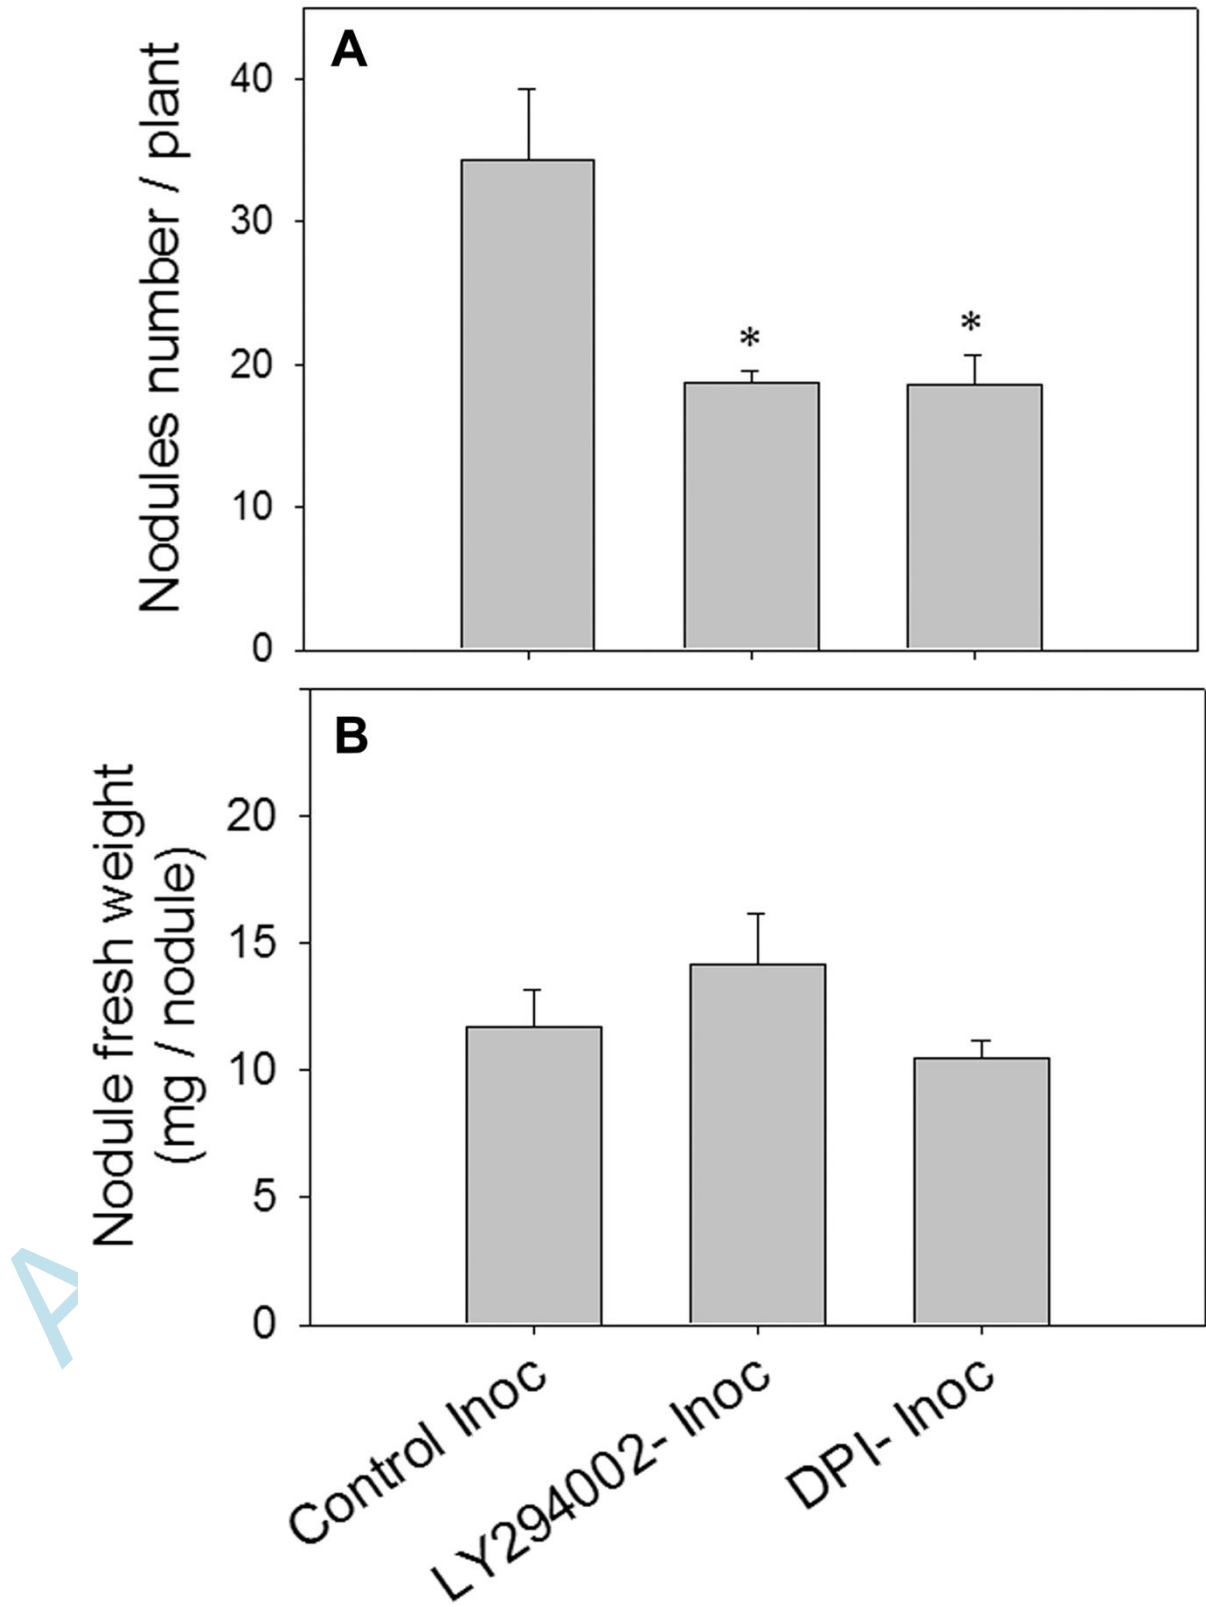 A
Nodules number / plant
40
30
20
10
0
*
*
B
Nodule fresh weight
(mg / nodule)
20
15
10
5
0
Control Inoc
LY294002- Inoc
DPI- Inoc
A